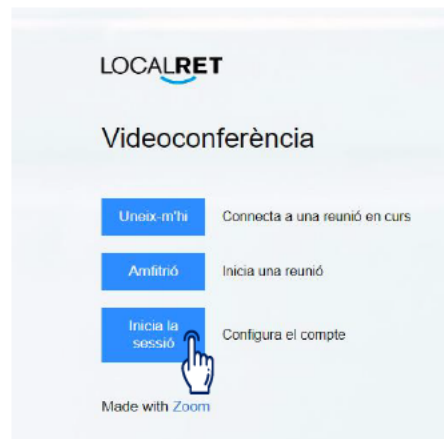 LOCALRET
Videoconferència
Uneix-m'hi Connecta a una reunió en curs
Amfitrió Inicia una reunió
Inicia la
sessió Configura el compte
Made with Zoom